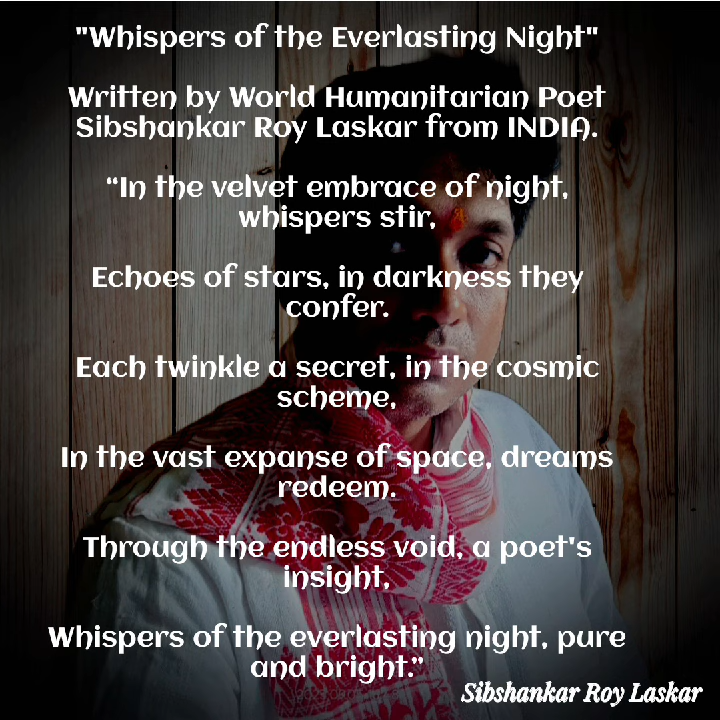 "Whispers of the Everlasting Night"
Written by World Humanitarian Poet
Sibshankar Roy Laskar from INDIA.
“In the velvet embrace of night,
whispers stir,
Echoes of stars, in darkness they
confer.
Each twinkle a secret, in the cosmic
scheme,
In the vast expanse of space, dreams
redeem.
Through the endless void, a poet's
insight,
Whispers of the everlasting night, pure
and bright.”
Sibshankar Roy Laskar